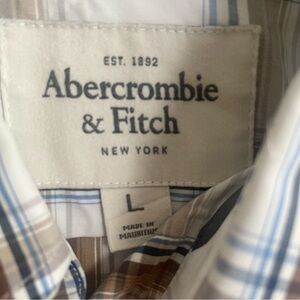 EST. 1892
Abercrombie
& Fitch
NEW YORK
L
MADE IN
MAURITIUS